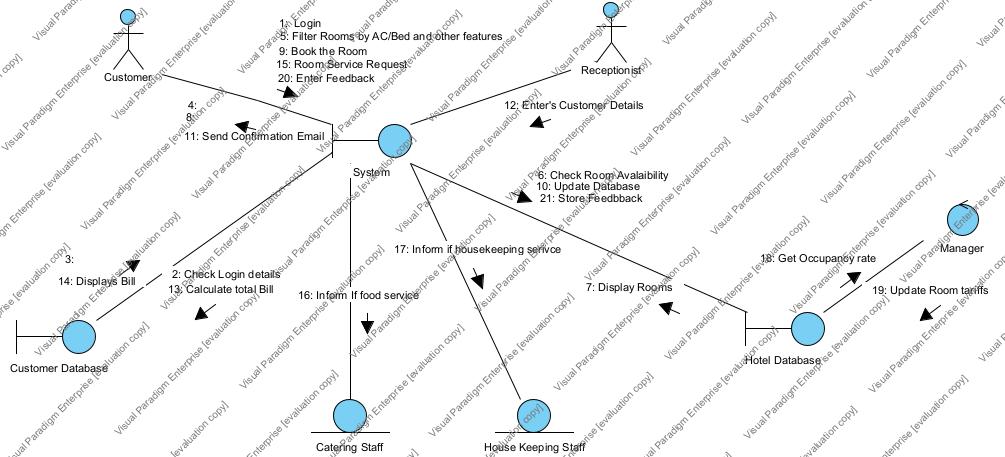 1: Login
5: Filter Rooms by AC/Bed and other features
9: Book the Room
15: Room Service Request
20: Enter Feedback
Customer
Receptionist
4:
8:
11: Send Confirmation Email
12: Enter's Customer Details
System
6: Check Room Avalaibility
10: Update Database
21: Store Feedbback
Manager
17: Inform if housekeeping serivce
3:
14: Displays Bill
2: Check Login details
13: Calculate total Bill
18: Get Occupancy rate
16: Inform If food service
7: Display Rooms
19: Update Room tariffs
Customer Database
Hotel Database
Catering Staff
House Keeping Staff
Visual Paradigm Enterprise [evaluation copy]